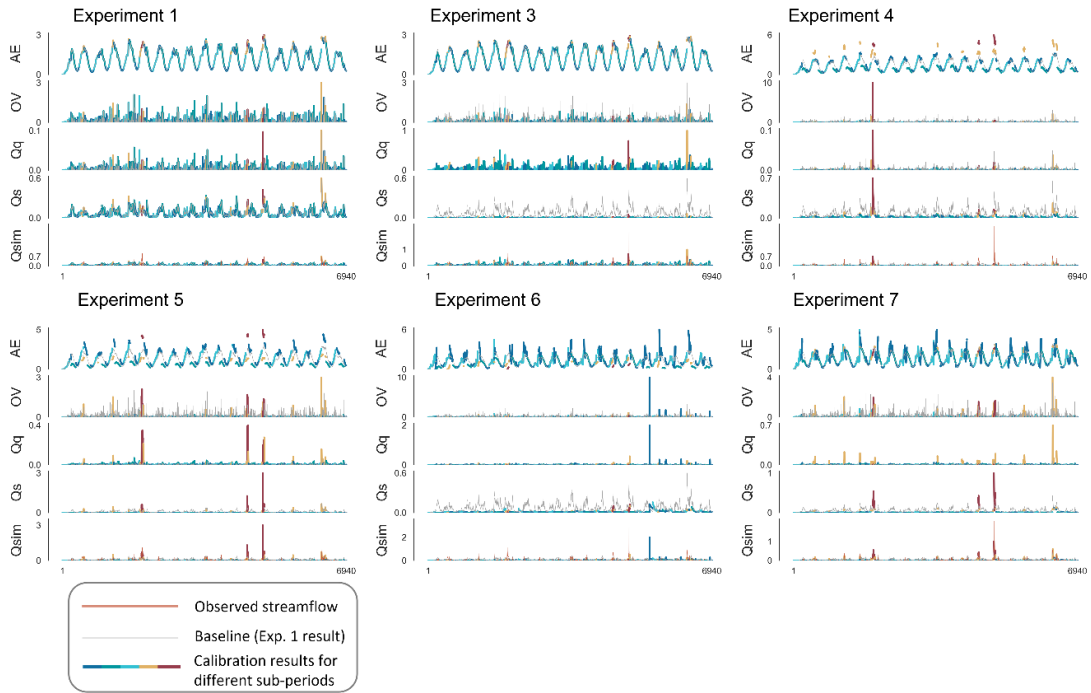 Experiment 1
AE
3
0
OV
3
0
Qq
0.1
0.0
Qs
0.6
0.0
Qsim
0.7
0.0
1
6940
Experiment 3
AE
3
0
OV
3
0
Qq
1
0
Qs
0.6
0.0
Qsim
1
0
1
6940
Experiment 4
AE
6
0
OV
10
0
Qq
0.1
0.0
Qs
0.7
0.0
Qsim
0.7
0.0
1
6940
Experiment 5
AE
5
0
OV
3
0
Qq
0.4
0.0
Qs
3
0
Qsim
3
0
1
6940
Experiment 6
AE
6
0
OV
10
0
Qq
2
0
Qs
0.6
0.0
Qsim
2
0
1
6940
Experiment 7
AE
5
0
OV
4
0
Qq
0.7
0.0
Qs
1
0
Qsim
1
0
1
6940
Observed streamflow
Baseline (Exp. 1 result)
Calibration results for
different sub-periods